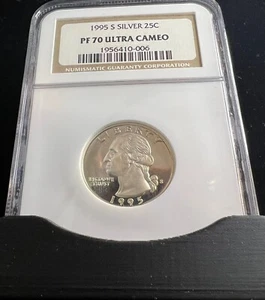 1995 S SILVER 25C
PF 70 ULTRA CAMEO
1956410-006
NUMISMATIC GUARANTY CORPORATION
LIBERTY
IN GOD WE
TRUST
S
1995